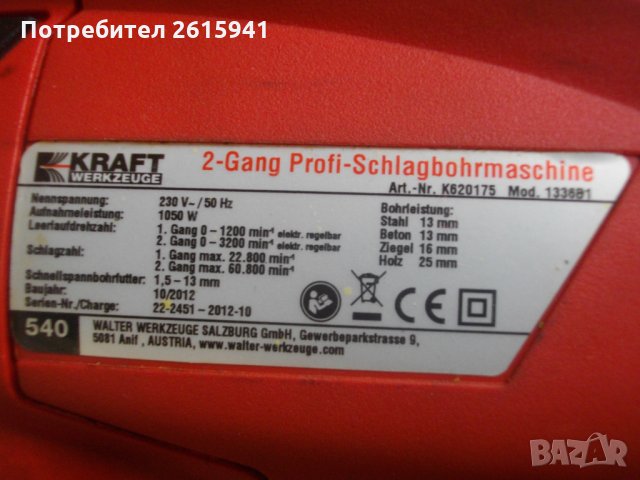 Потребител 2615941
KRAFT WERKZEUGE
2-Gang Profi-Schlagbohrmaschine
Art.-Nr. K620175 Mod. 133681
Nennspannung: 230 V~/50 Hz
Aufnahmeleistung: 1050 W
Leerlaufdrehzahl: 1. Gang 0-1200 min⁻¹ elektr. regelbar
2. Gang 0-3200 min⁻¹ elektr. regelbar
Schlagzahl: 1. Gang max. 22.800 min⁻¹
2. Gang max. 60.800 min⁻¹
Schnellspannbohrfutter: 1,5-13 mm
Baujahr: 10/2012
Serien-Nr./Charge: 22-2451-2012-10
Bohrleistung:
Stahl 13 mm
Beton 13 mm
Ziegel 16 mm
Holz 25 mm
CE
540
WALTER WERKZEUGE SALZBURG GmbH, Gewerbeparkstrasse 9,
5081 Anif, AUSTRIA, www.walter-werkzeuge.com
BAZAR